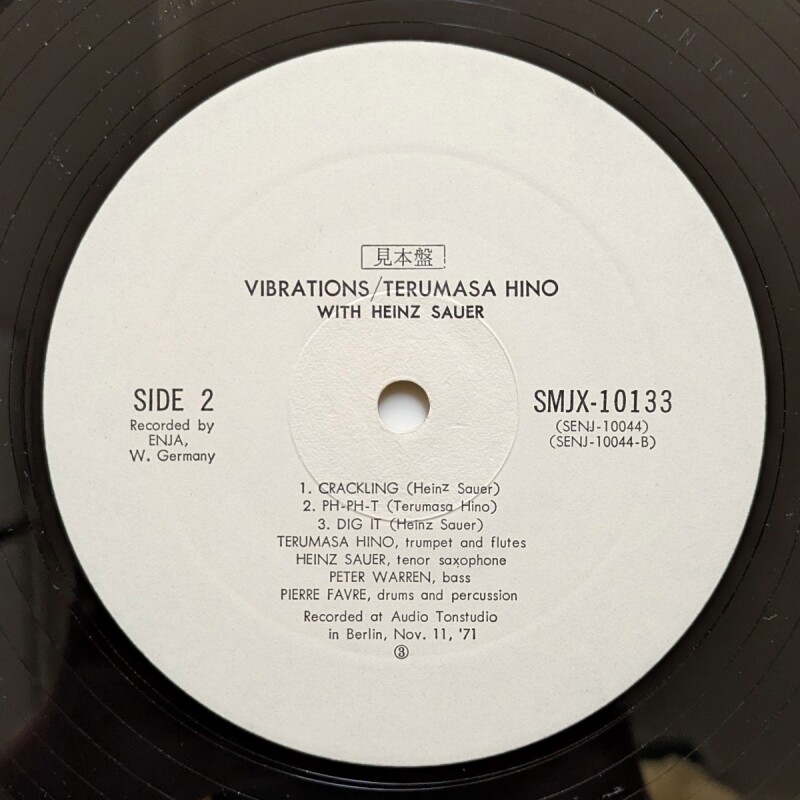 見本盤
VIBRATIONS/TERUMASA HINO
WITH HEINZ SAUER
SIDE 2
Recorded by
ENJA,
W. Germany
SMJX-10133
(SENJ-10044)
(SENJ-10044-B)
1. CRACKLING (Heinz Sauer)
2. PH-PH-T (Terumasa Hino)
3. DIG IT (Heinz Sauer)
TERUMASA HINO, trumpet and flutes
HEINZ SAUER, tenor saxophone
PETER WARREN, bass
PIERRE FAVRE, drums and percussion
Recorded at Audio Tonstudio
in Berlin, Nov. 11, '71
③